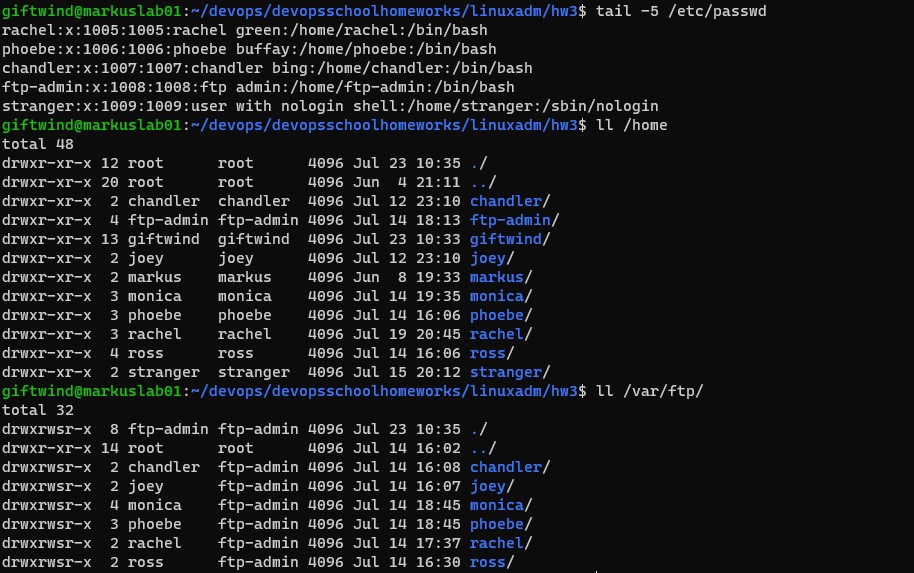 giftwind@markuslab01:~/devops/devopsschoolhomeworks/linuxadm/hw3$ tail -5 /etc/passwd
rachel:x:1005:1005:rachel green:/home/rachel:/bin/bash
phoebe:x:1006:1006:phoebe buffay:/home/phoebe:/bin/bash
chandler:x:1007:1007:chandler bing:/home/chandler:/bin/bash
ftp-admin:x:1008:1008:ftp admin:/home/ftp-admin:/bin/bash
stranger:x:1009:1009:user with nologin shell:/home/stranger:/sbin/nologin
giftwind@markuslab01:~/devops/devopsschoolhomeworks/linuxadm/hw3$ ll /home
total 48
drwxr-xr-x 12 root      root      4096 Jul 23 10:35 ./
drwxr-xr-x 20 root      root      4096 Jun  4 21:11 ../
drwxr-xr-x  2 chandler  chandler  4096 Jul 12 23:10 chandler/
drwxr-xr-x  4 ftp-admin ftp-admin 4096 Jul 14 18:13 ftp-admin/
drwxr-xr-x 13 giftwind  giftwind  4096 Jul 23 10:33 giftwind/
drwxr-xr-x  2 joey      joey      4096 Jul 12 23:10 joey/
drwxr-xr-x  2 markus    markus    4096 Jun  8 19:33 markus/
drwxr-xr-x  3 monica    monica    4096 Jul 14 19:35 monica/
drwxr-xr-x  3 phoebe    phoebe    4096 Jul 14 16:06 phoebe/
drwxr-xr-x  3 rachel    rachel    4096 Jul 19 20:45 rachel/
drwxr-xr-x  4 ross      ross      4096 Jul 14 16:06 ross/
drwxr-xr-x  2 stranger  stranger  4096 Jul 15 20:12 stranger/
giftwind@markuslab01:~/devops/devopsschoolhomeworks/linuxadm/hw3$ ll /var/ftp/
total 32
drwxrwsr-x  8 ftp-admin ftp-admin 4096 Jul 23 10:35 ./
drwxr-xr-x 14 root      root      4096 Jul 14 16:02 ../
drwxrwsr-x  2 chandler  ftp-admin 4096 Jul 14 16:08 chandler/
drwxrwsr-x  2 joey      ftp-admin 4096 Jul 14 16:07 joey/
drwxrwsr-x  4 monica    ftp-admin 4096 Jul 14 18:45 monica/
drwxrwsr-x  3 phoebe    ftp-admin 4096 Jul 14 18:45 phoebe/
drwxrwsr-x  2 rachel    ftp-admin 4096 Jul 14 17:37 rachel/
drwxrwsr-x  2 ross      ftp-admin 4096 Jul 14 16:30 ross/